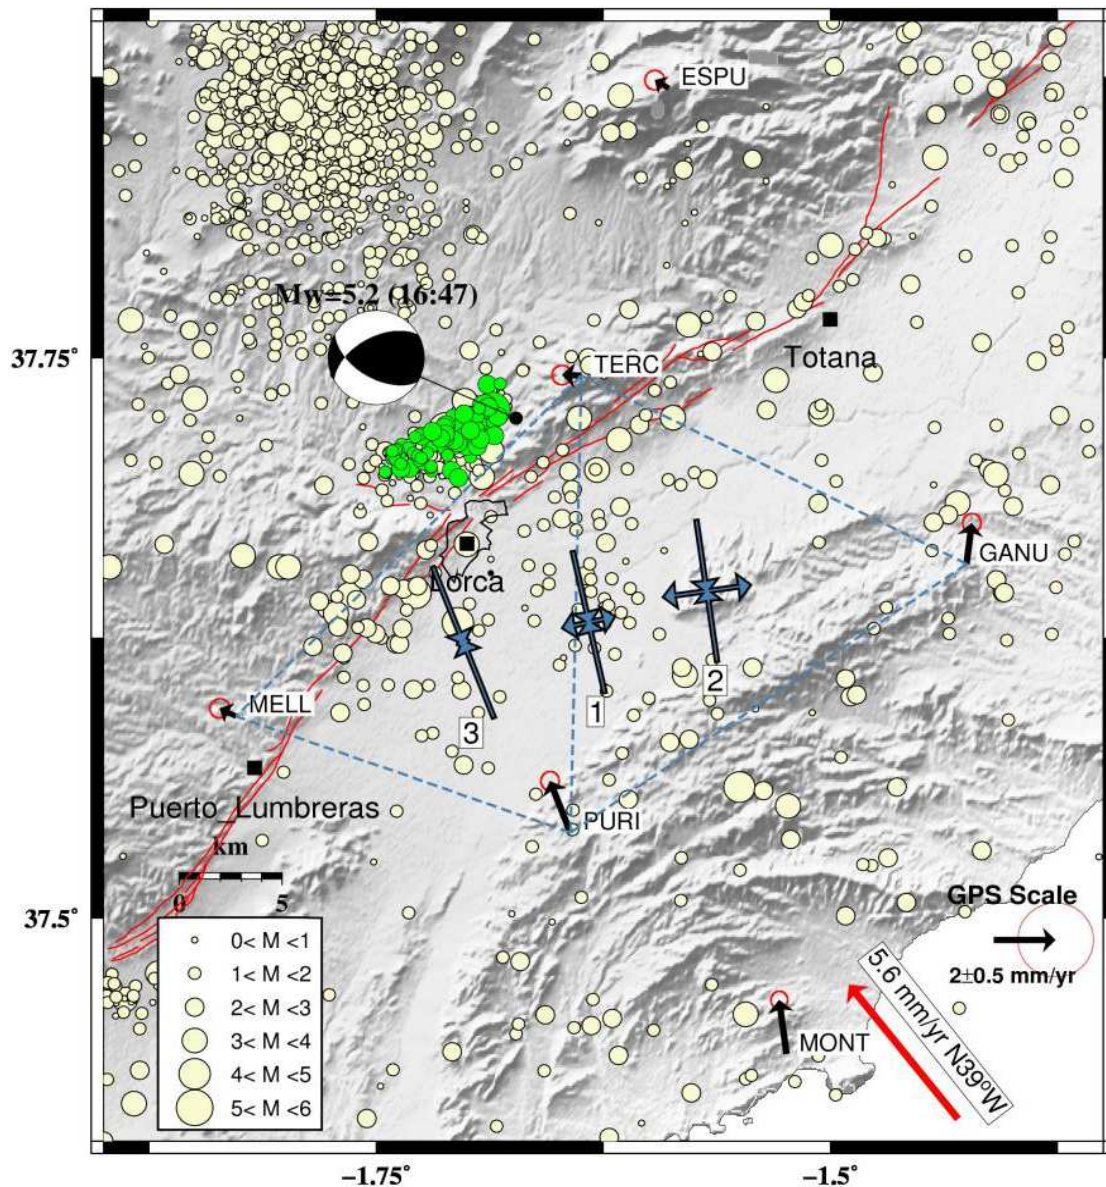 ESPU
Mw=5.2 (16:47)
37.75°
TERC
Totana
GANU
Lorca
MELL
3
1
2
Puerto_Lumbreras
PURI
km
0 5
37.5°
GPS Scale
2±0.5 mm/yr
0< M <1
1< M <2
2< M <3
3< M <4
4< M <5
5< M <6
5.6 mm/yr N39ºW
MONT
−1.75° −1.5°